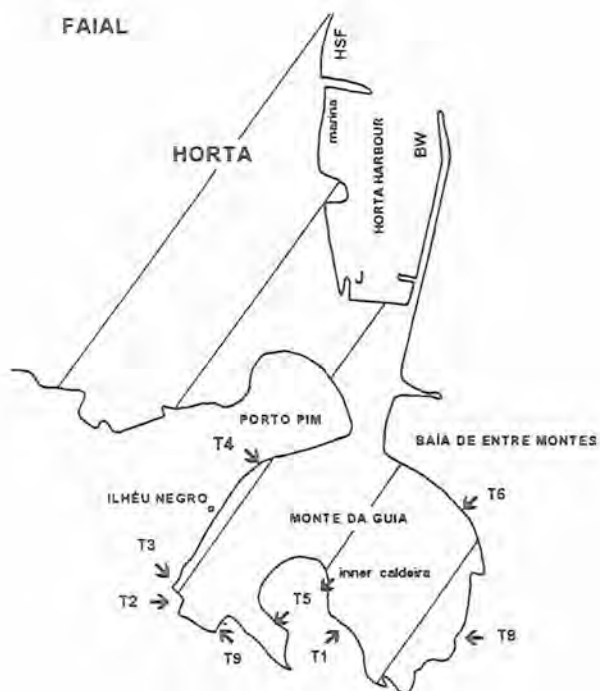 FAIAL
HSF
marina
HORTA
HORTA HARBOUR
BW
J
PORTO PIM
T4
BAÍA DE ENTRE MONTES
ILHÉU NEGRO
T6
MONTE DA GUIA
T3
inner caldeira
T2
T5
T9
T1
T8